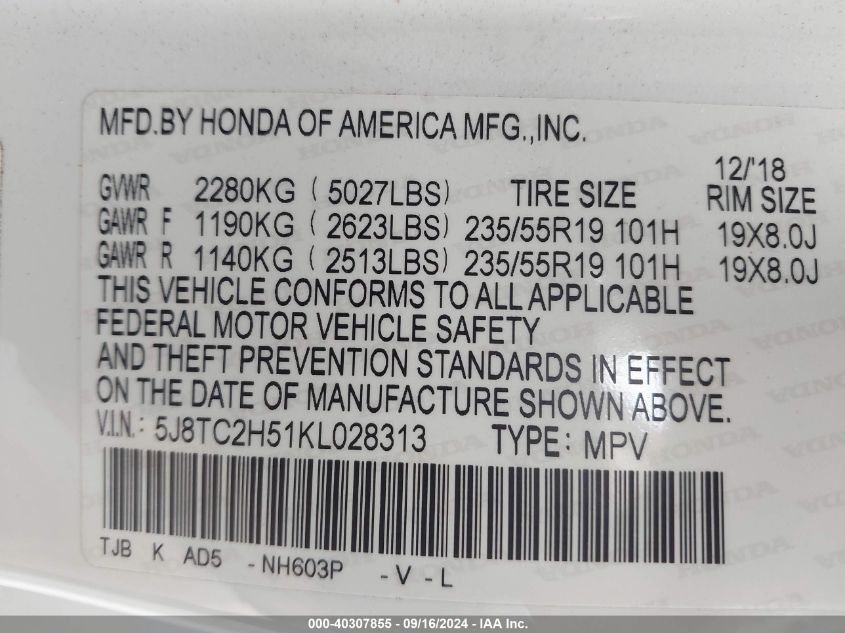 MFD.BY HONDA OF AMERICA MFG.,INC.
12/'18
GVWR 2280KG ( 5027LBS) TIRE SIZE RIM SIZE
GAWR F 1190KG ( 2623LBS) 235/55R19 101H 19X8.0J
GAWR R 1140KG ( 2513LBS) 235/55R19 101H 19X8.0J
THIS VEHICLE CONFORMS TO ALL APPLICABLE
FEDERAL MOTOR VEHICLE SAFETY
AND THEFT PREVENTION STANDARDS IN EFFECT
ON THE DATE OF MANUFACTURE SHOWN ABOVE.
V.I.N.: 5J8TC2H51KL028313 TYPE: MPV
TJB K AD5 -NH603P -V-L
000-40307855 - 09/16/2024 - IAA Inc.